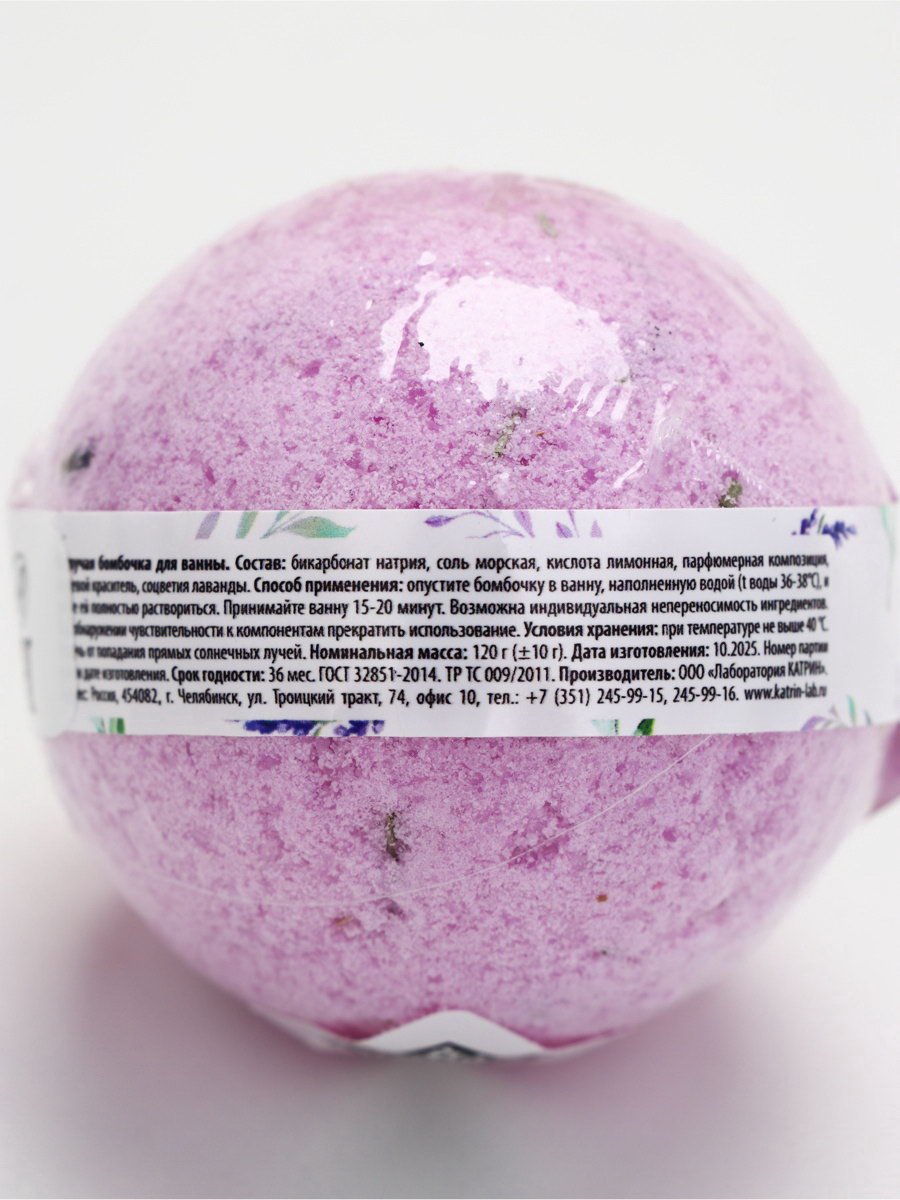 бомбочка для ванны. Состав: бикарбонат натрия, соль морская, кислота лимонная, парфюмерная композиция,
краситель, соцветия лаванды. Способ применения: опустите бомбочку в ванну, наполненную водой (t воды 36-38°С), и
ей полностью раствориться. Принимайте ванну 15-20 минут. Возможна индивидуальная непереносимость ингредиентов.
чувствительности к компонентам прекратить использование. Условия хранения: при температуре не выше 40 °С.
от попадания прямых солнечных лучей. Номинальная масса: 120 г (±10 г). Дата изготовления: 10.2025. Номер партии
дате изготовления. Срок годности: 36 мес. ГОСТ 32851-2014. ТР ТС 009/2011. Производитель: ООО «Лаборатория КАТРИН».
Россия, 454082, г. Челябинск, ул. Троицкий тракт, 74, офис 10, тел.: +7 (351) 245-99-15, 245-99-16. www.katrin-lab.ru